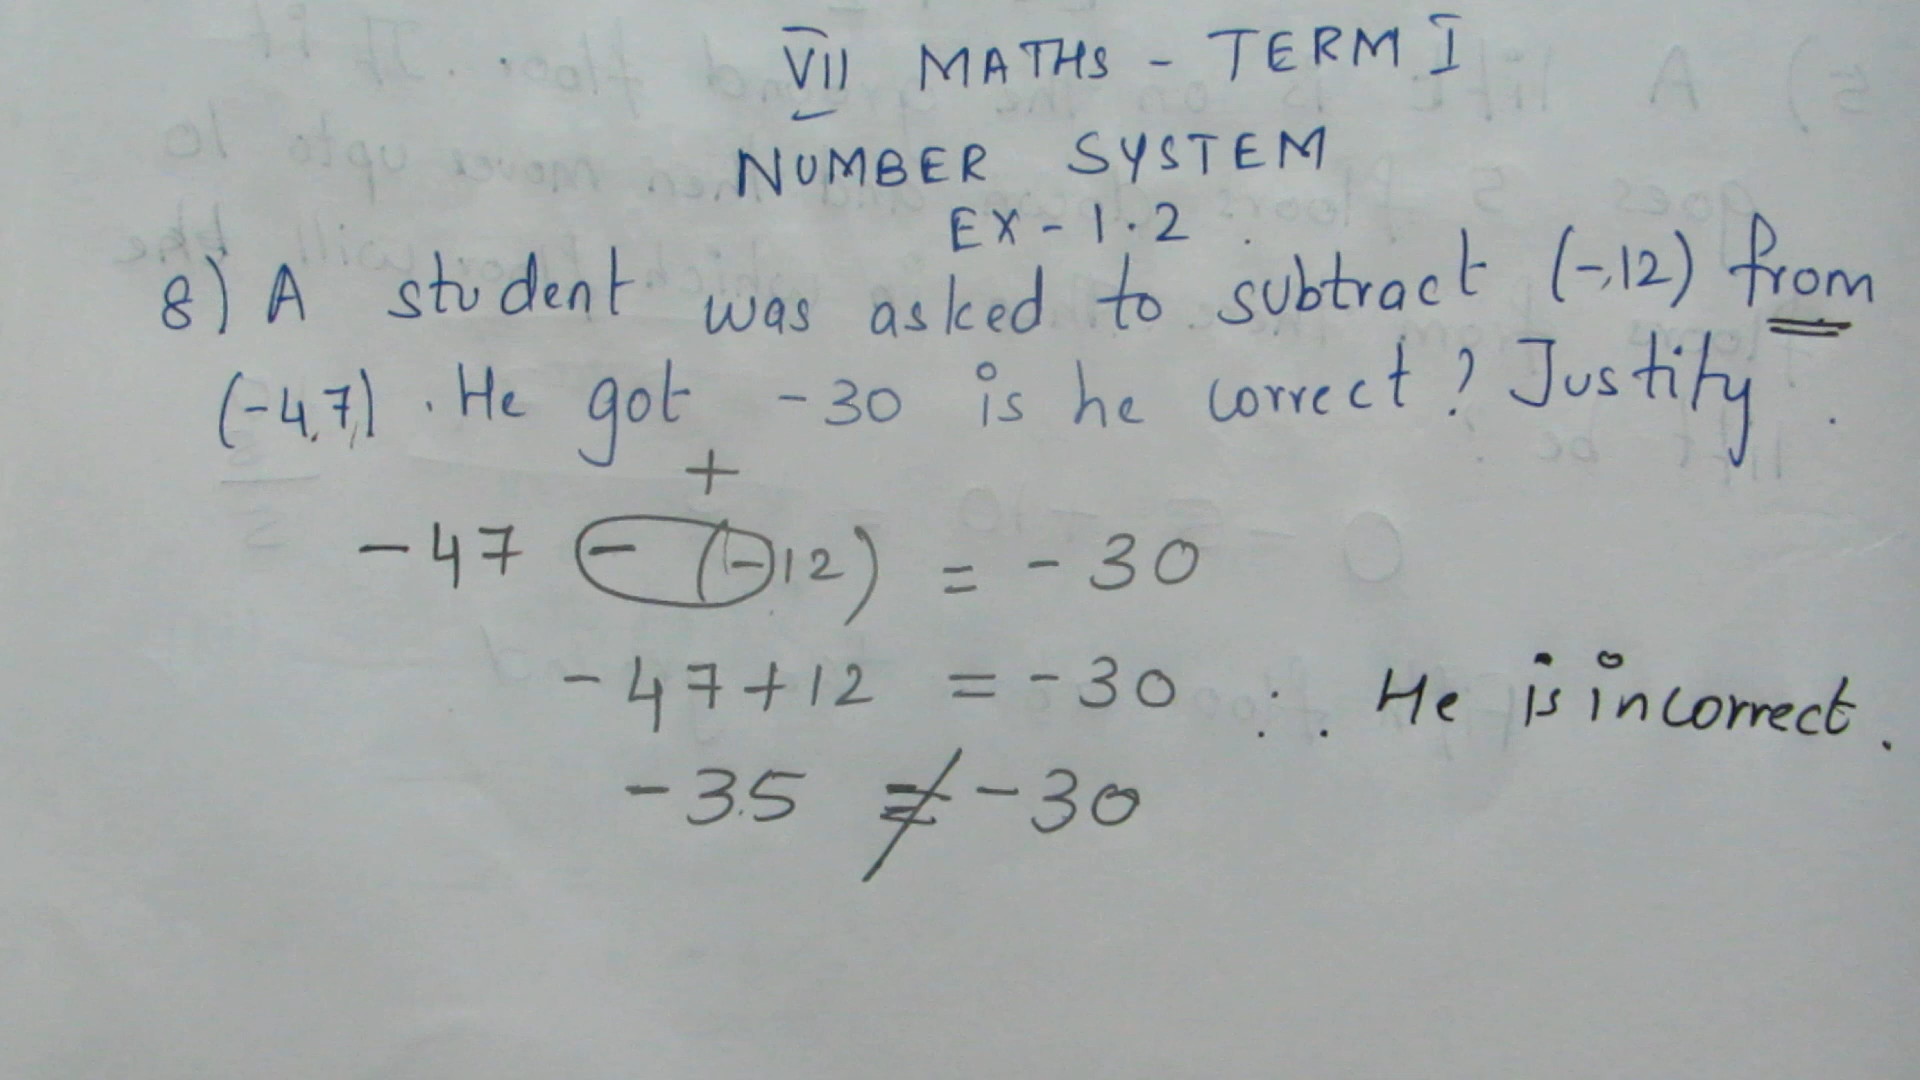 VII MATHS - TERM I
NUMBER SYSTEM
EX - 1.2
8) A student was asked to subtract (-12) from
(-47). He got -30 is he correct? Justify.
+
-47 - (-12) = -30
-47+12 = -30 ∴ He is incorrect.
-35 ≠ -30